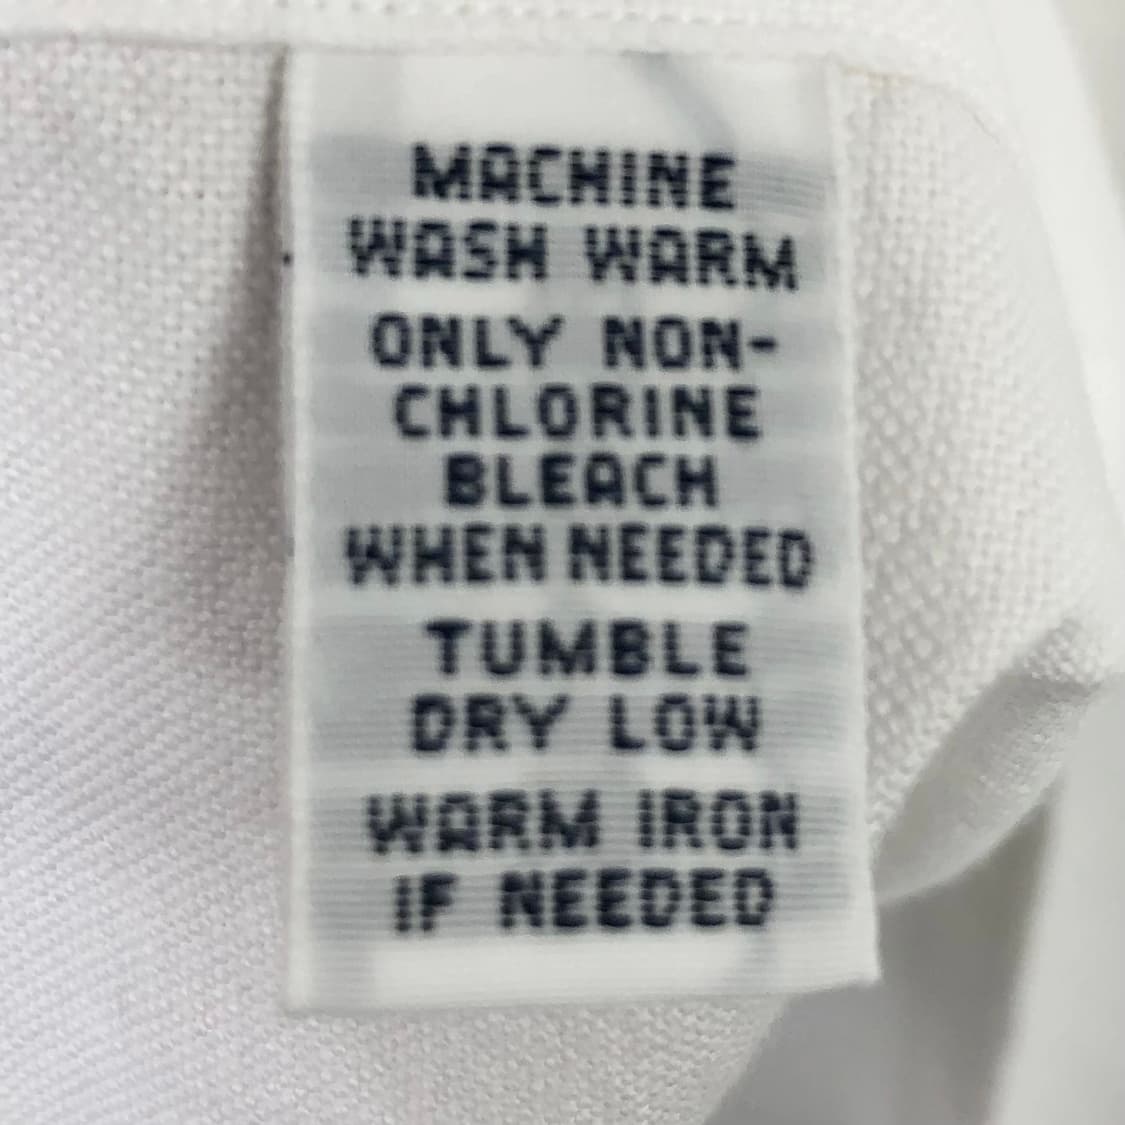 MACHINE
WASH WARM
ONLY NON-
CHLORINE
BLEACH
WHEN NEEDED
TUMBLE
DRY LOW
WARM IRON
IF NEEDED